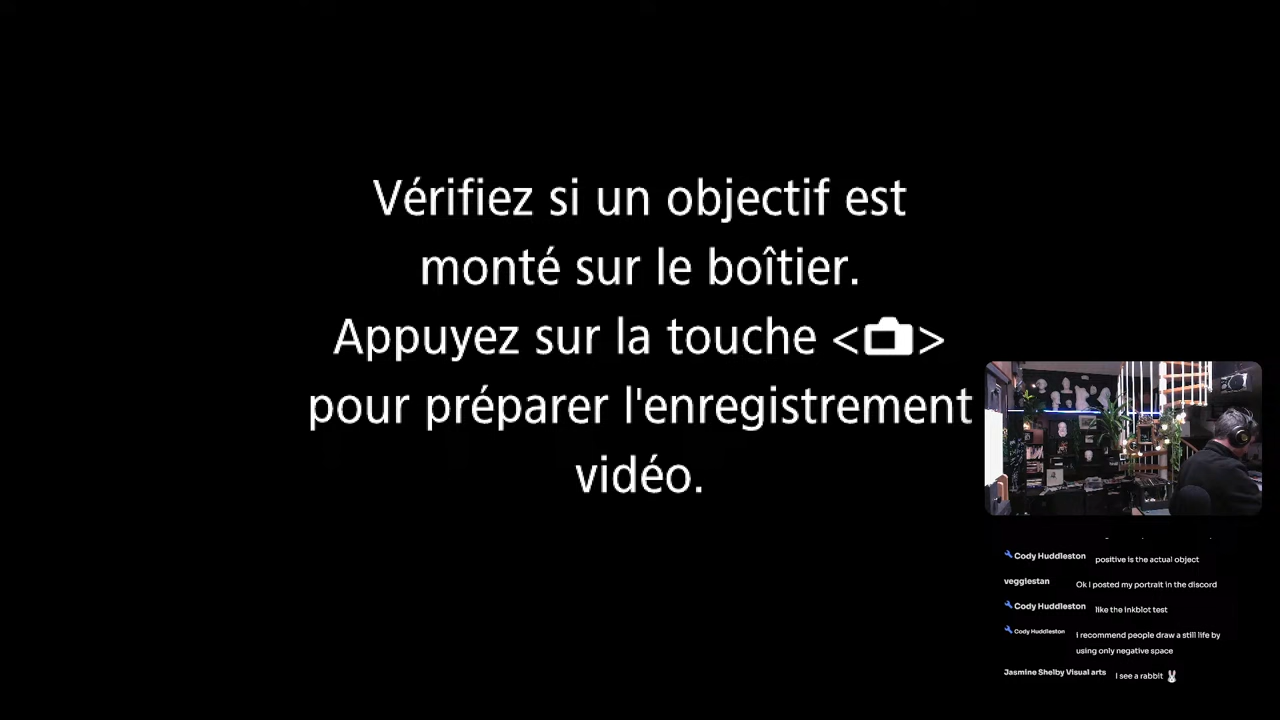 Vérifiez si un objectif est
monté sur le boîtier.
Appuyez sur la touche < >
pour préparer l'enregistrement
vidéo.
Cody Huddleston positive is the actual object
veggiestan Ok I posted my portrait in the discord
Cody Huddleston like the inkblot test
Cody Huddleston I recommend people draw a still life by
using only negative space
Jasmine Shelby Visual arts I see a rabbit 🐰